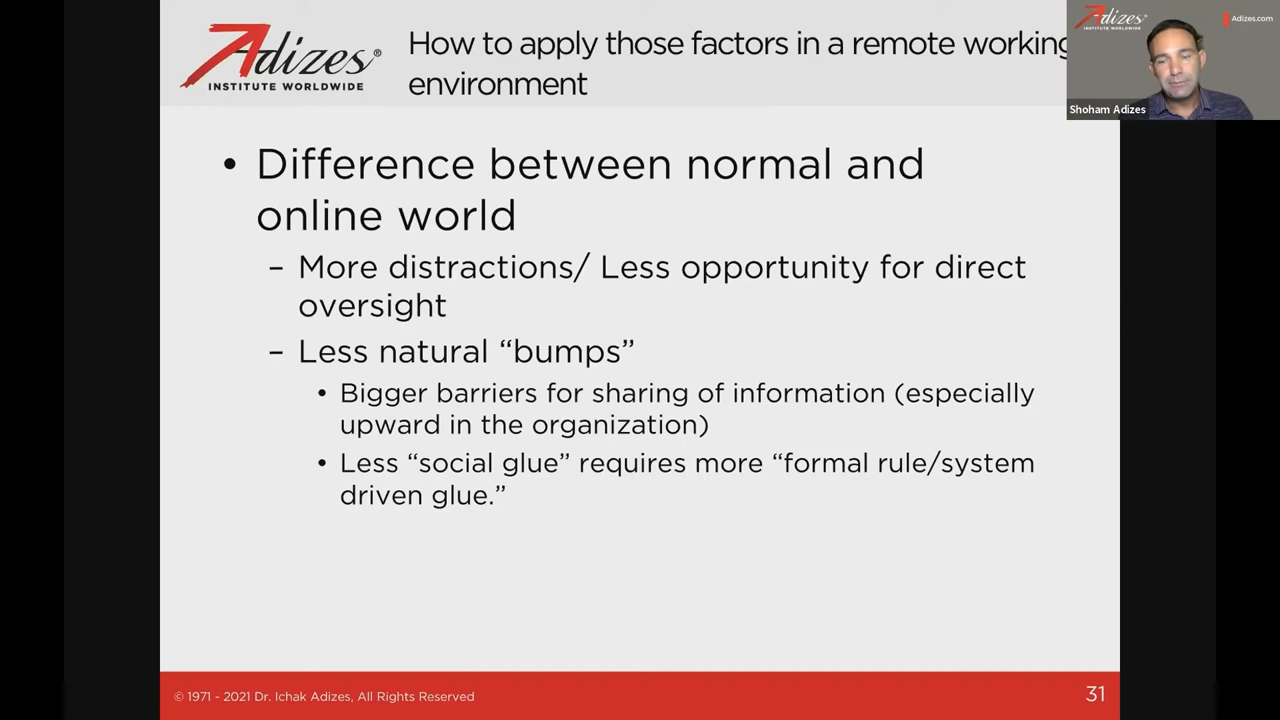 Adizes®
INSTITUTE WORLDWIDE
How to apply those factors in a remote working
environment
Adizes
INSTITUTE WORLDWIDE
Adizes.com
Shoham Adizes
• Difference between normal and
online world
– More distractions/ Less opportunity for direct
oversight
– Less natural “bumps”
• Bigger barriers for sharing of information (especially
upward in the organization)
• Less “social glue” requires more “formal rule/system
driven glue.”
© 1971 - 2021 Dr. Ichak Adizes, All Rights Reserved
31